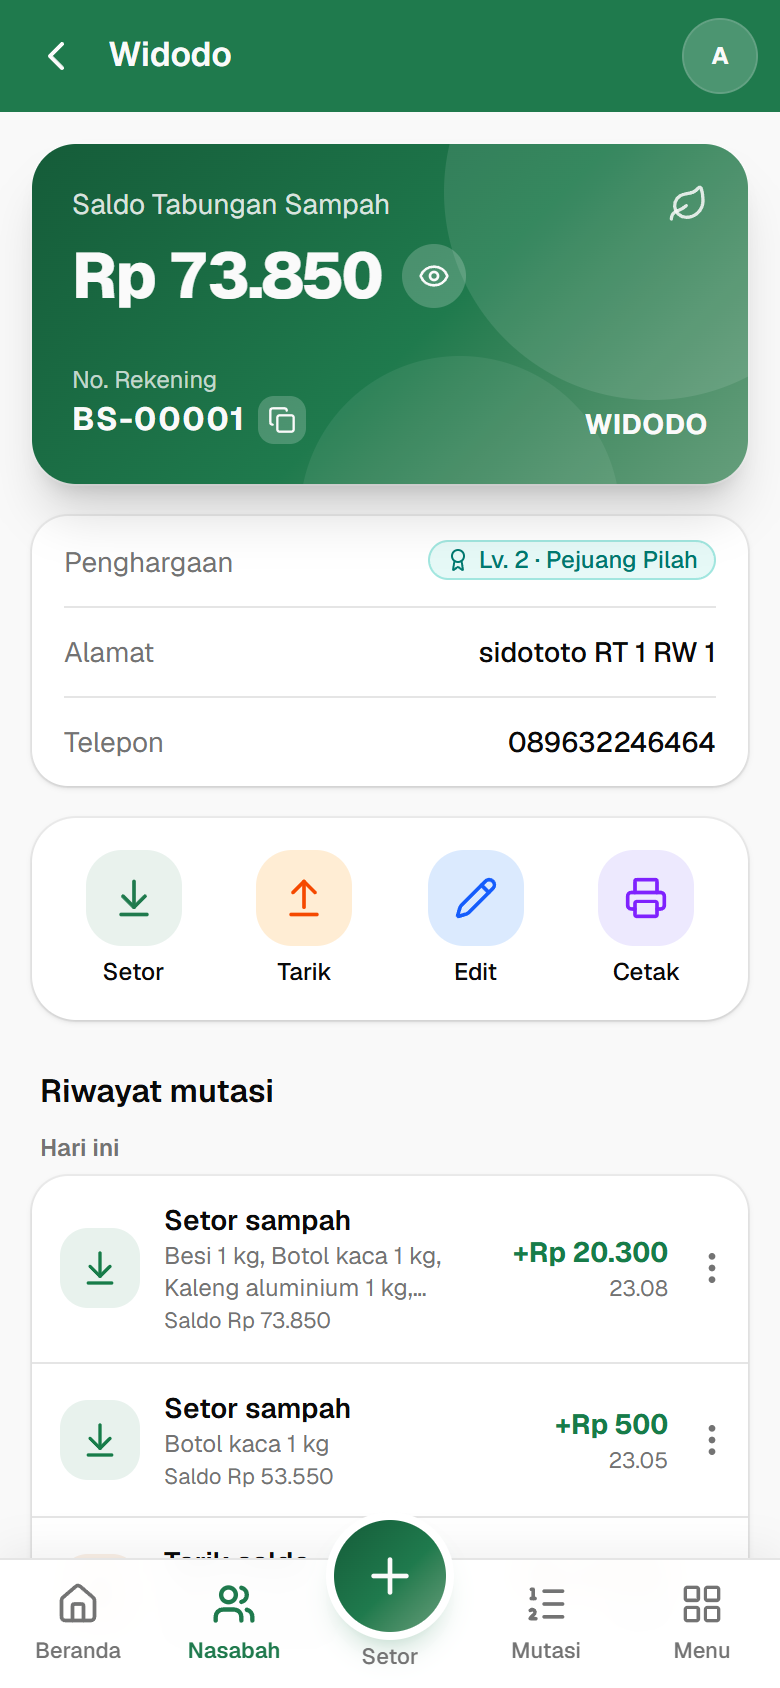 Widodo
A
Saldo Tabungan Sampah
Rp 73.850
No. Rekening
BS-00001
WIDODO
Penghargaan
Lv. 2 · Pejuang Pilah
Alamat
sidototo RT 1 RW 1
Telepon
089632246464
Setor
Tarik
Edit
Cetak
Riwayat mutasi
Hari ini
Setor sampah
Besi 1 kg, Botol kaca 1 kg,
Kaleng aluminium 1 kg,...
Saldo Rp 73.850
+Rp 20.300
23.08
Setor sampah
Botol kaca 1 kg
Saldo Rp 53.550
+Rp 500
23.05
Tarik saldo
Beranda
Nasabah
Setor
Mutasi
Menu